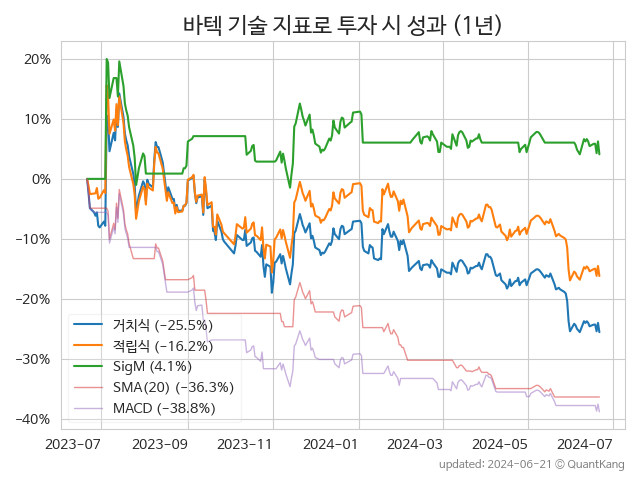 바텍 기술 지표로 투자 시 성과 (1년)
20%
10%
0%
−10%
−20%
−30%
−40%
거치식 (−25.5%)
적립식 (−16.2%)
SigM (4.1%)
SMA(20) (−36.3%)
MACD (−38.8%)
2023-07 2023-09 2023-11 2024-01 2024-03 2024-05 2024-07
updated: 2024-06-21 © QuantKang